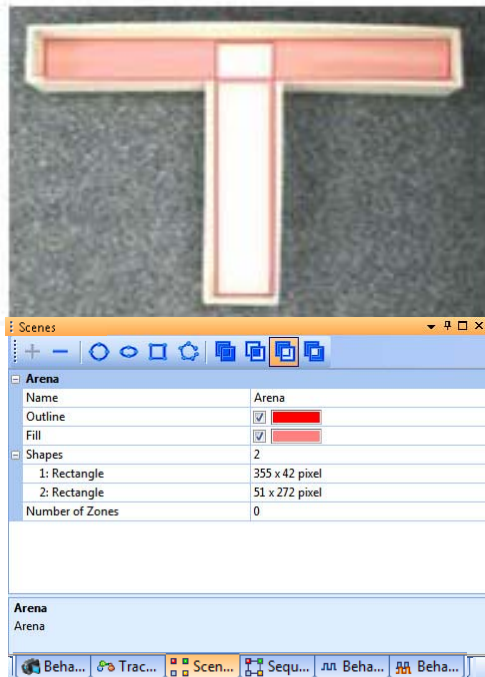 Scenes
Arena
Name Arena
Outline
Fill
Shapes 2
1: Rectangle 355 x 42 pixel
2: Rectangle 51 x 272 pixel
Number of Zones 0
Arena
Arena
Beha... Trac... Scen... Sequ... Beha... Beha...